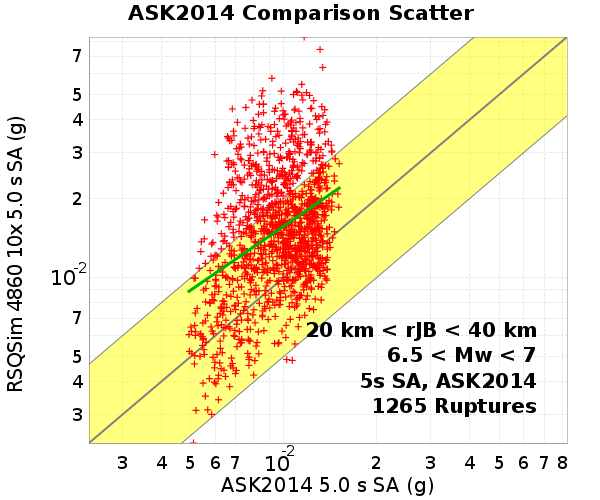 ASK2014 Comparison Scatter
RSQSim 4860 10x 5.0 s SA (g)
7
5
4
3
2
10-2
7
5
4
3
20 km < rJB < 40 km
6.5 < Mw < 7
5s SA, ASK2014
1265 Ruptures
3 4 5 6 7 10-2 2 3 4 5 6 7 8
ASK2014 5.0 s SA (g)